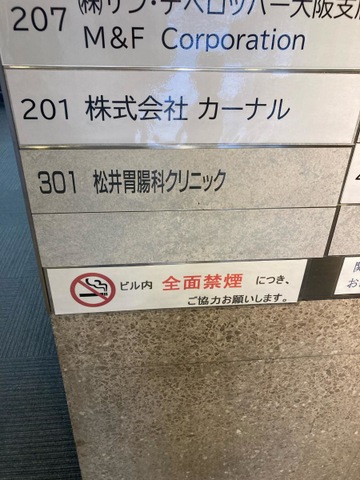 207 ㈱サン・デベロッパー大阪支
M&F Corporation
201 株式会社 カーナル
301 松井胃腸科クリニック
ビル内 全面禁煙 につき、
ご協力お願いします。
お